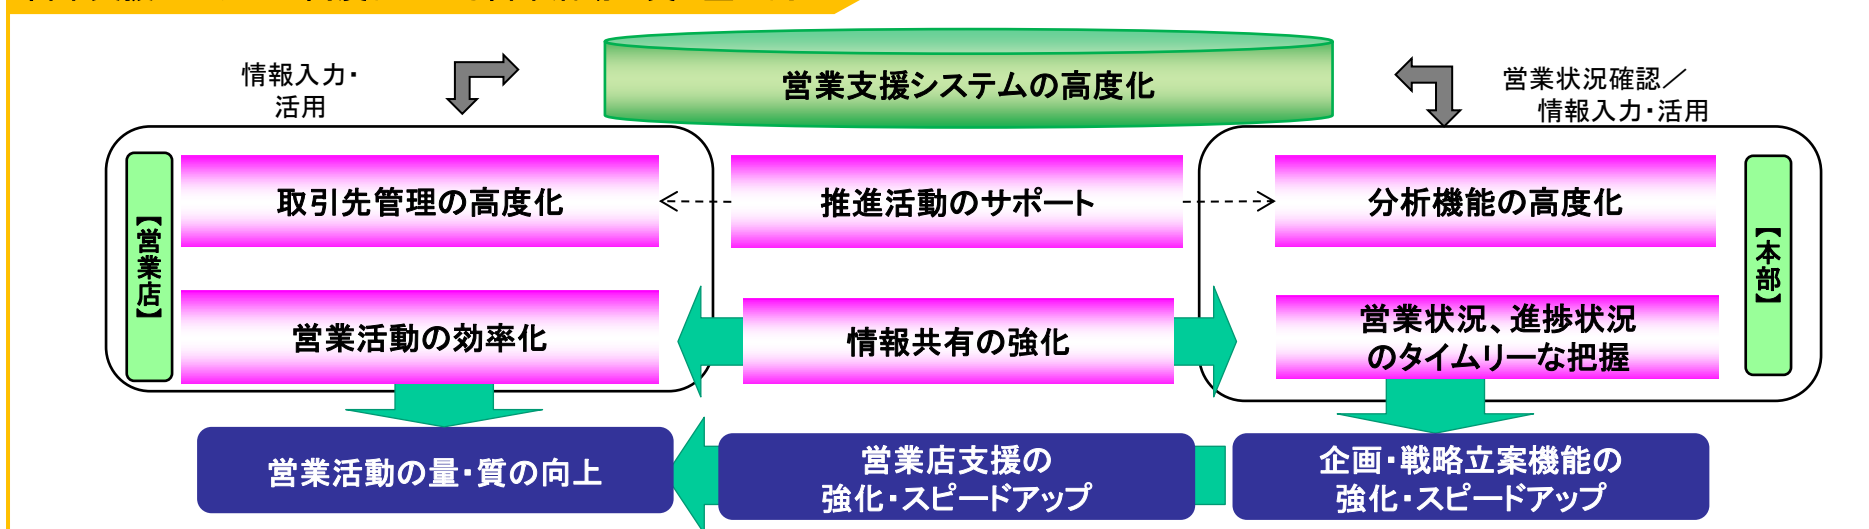 営業支援システムの高度化
情報入力・
活用
営業状況確認／
情報入力・活用
【営業店】
取引先管理の高度化
推進活動のサポート
分析機能の高度化
【本部】
営業活動の効率化
情報共有の強化
営業状況、進捗状況
のタイムリーな把握
営業活動の量・質の向上
営業店支援の
強化・スピードアップ
企画・戦略立案機能の
強化・スピードアップ